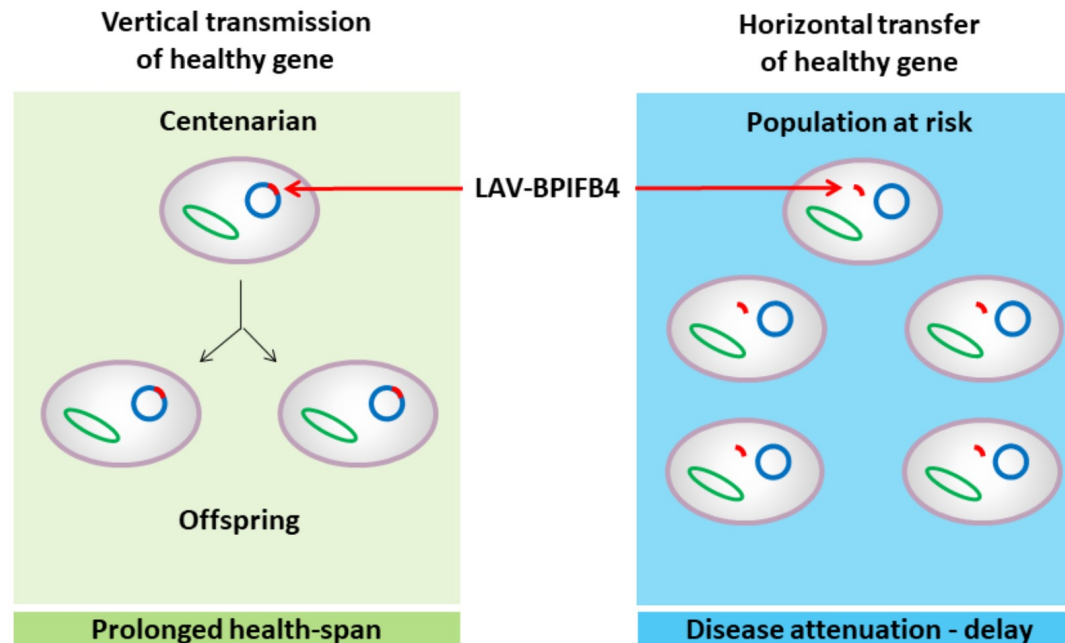 Vertical transmission
of healthy gene
Centenarian
Offspring
Prolonged health-span
LAV-BPIFB4
Horizontal transfer
of healthy gene
Population at risk
Disease attenuation - delay